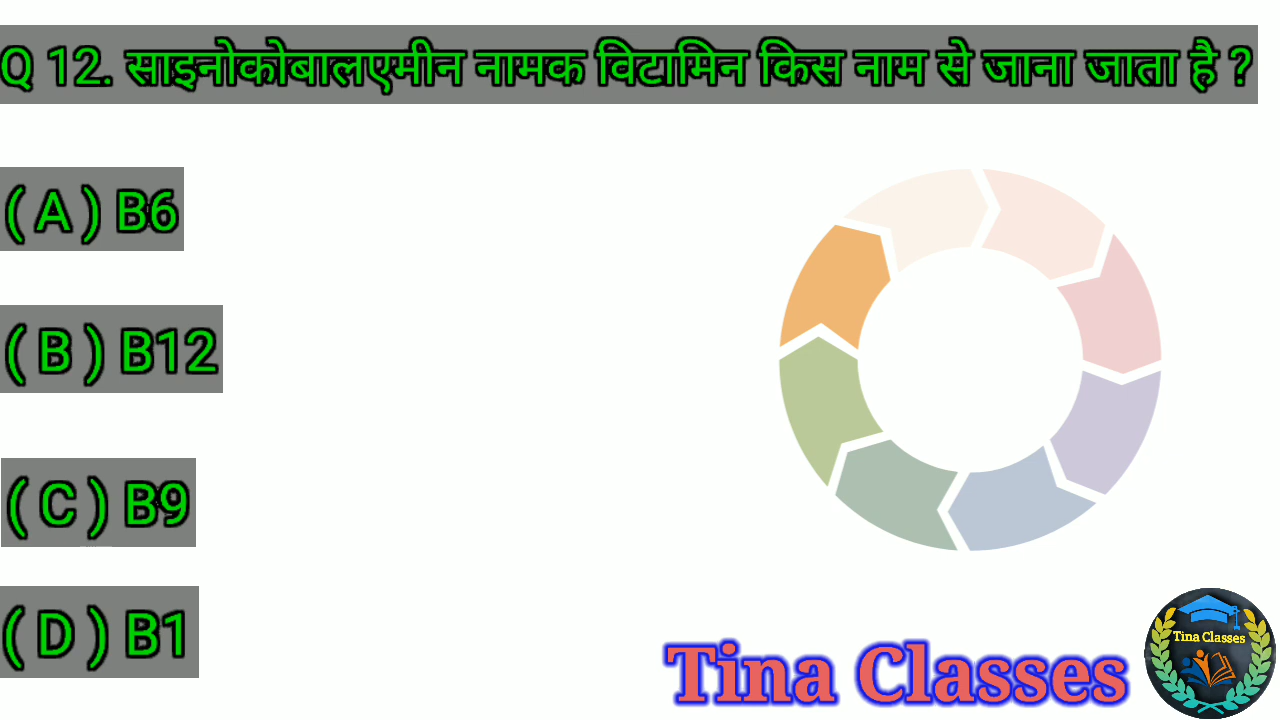 Q 12. साइनोकोबालएमीन नामक विटामिन किस नाम से जाना जाता है ?
( A ) B6
( B ) B12
( C ) B9
( D ) B1
Tina Classes
Tina Classes